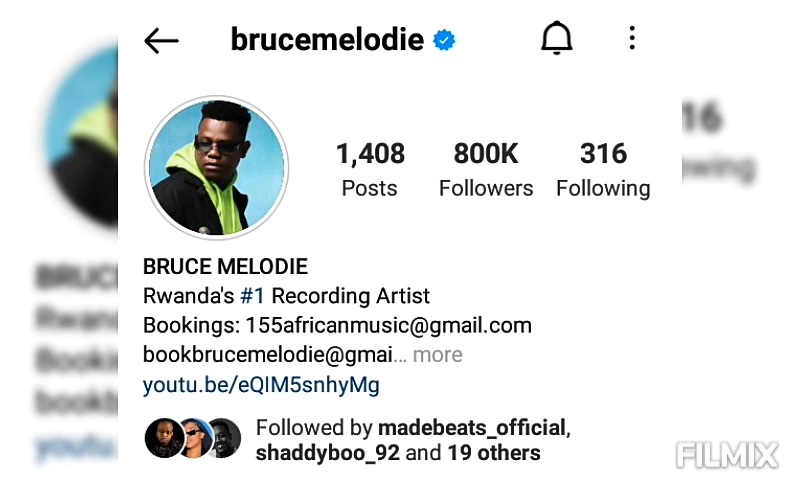 brucemelodie
1,408 800K 316
Posts Followers Following
BRUCE MELODIE
Rwanda's #1 Recording Artist
Bookings: 155africanmusic@gmail.com
bookbrucemelodie@gmai... more
youtu.be/eQIM5snhyMg
Followed by madebeats_official,
shaddyboo_92 and 19 others
FILMIX